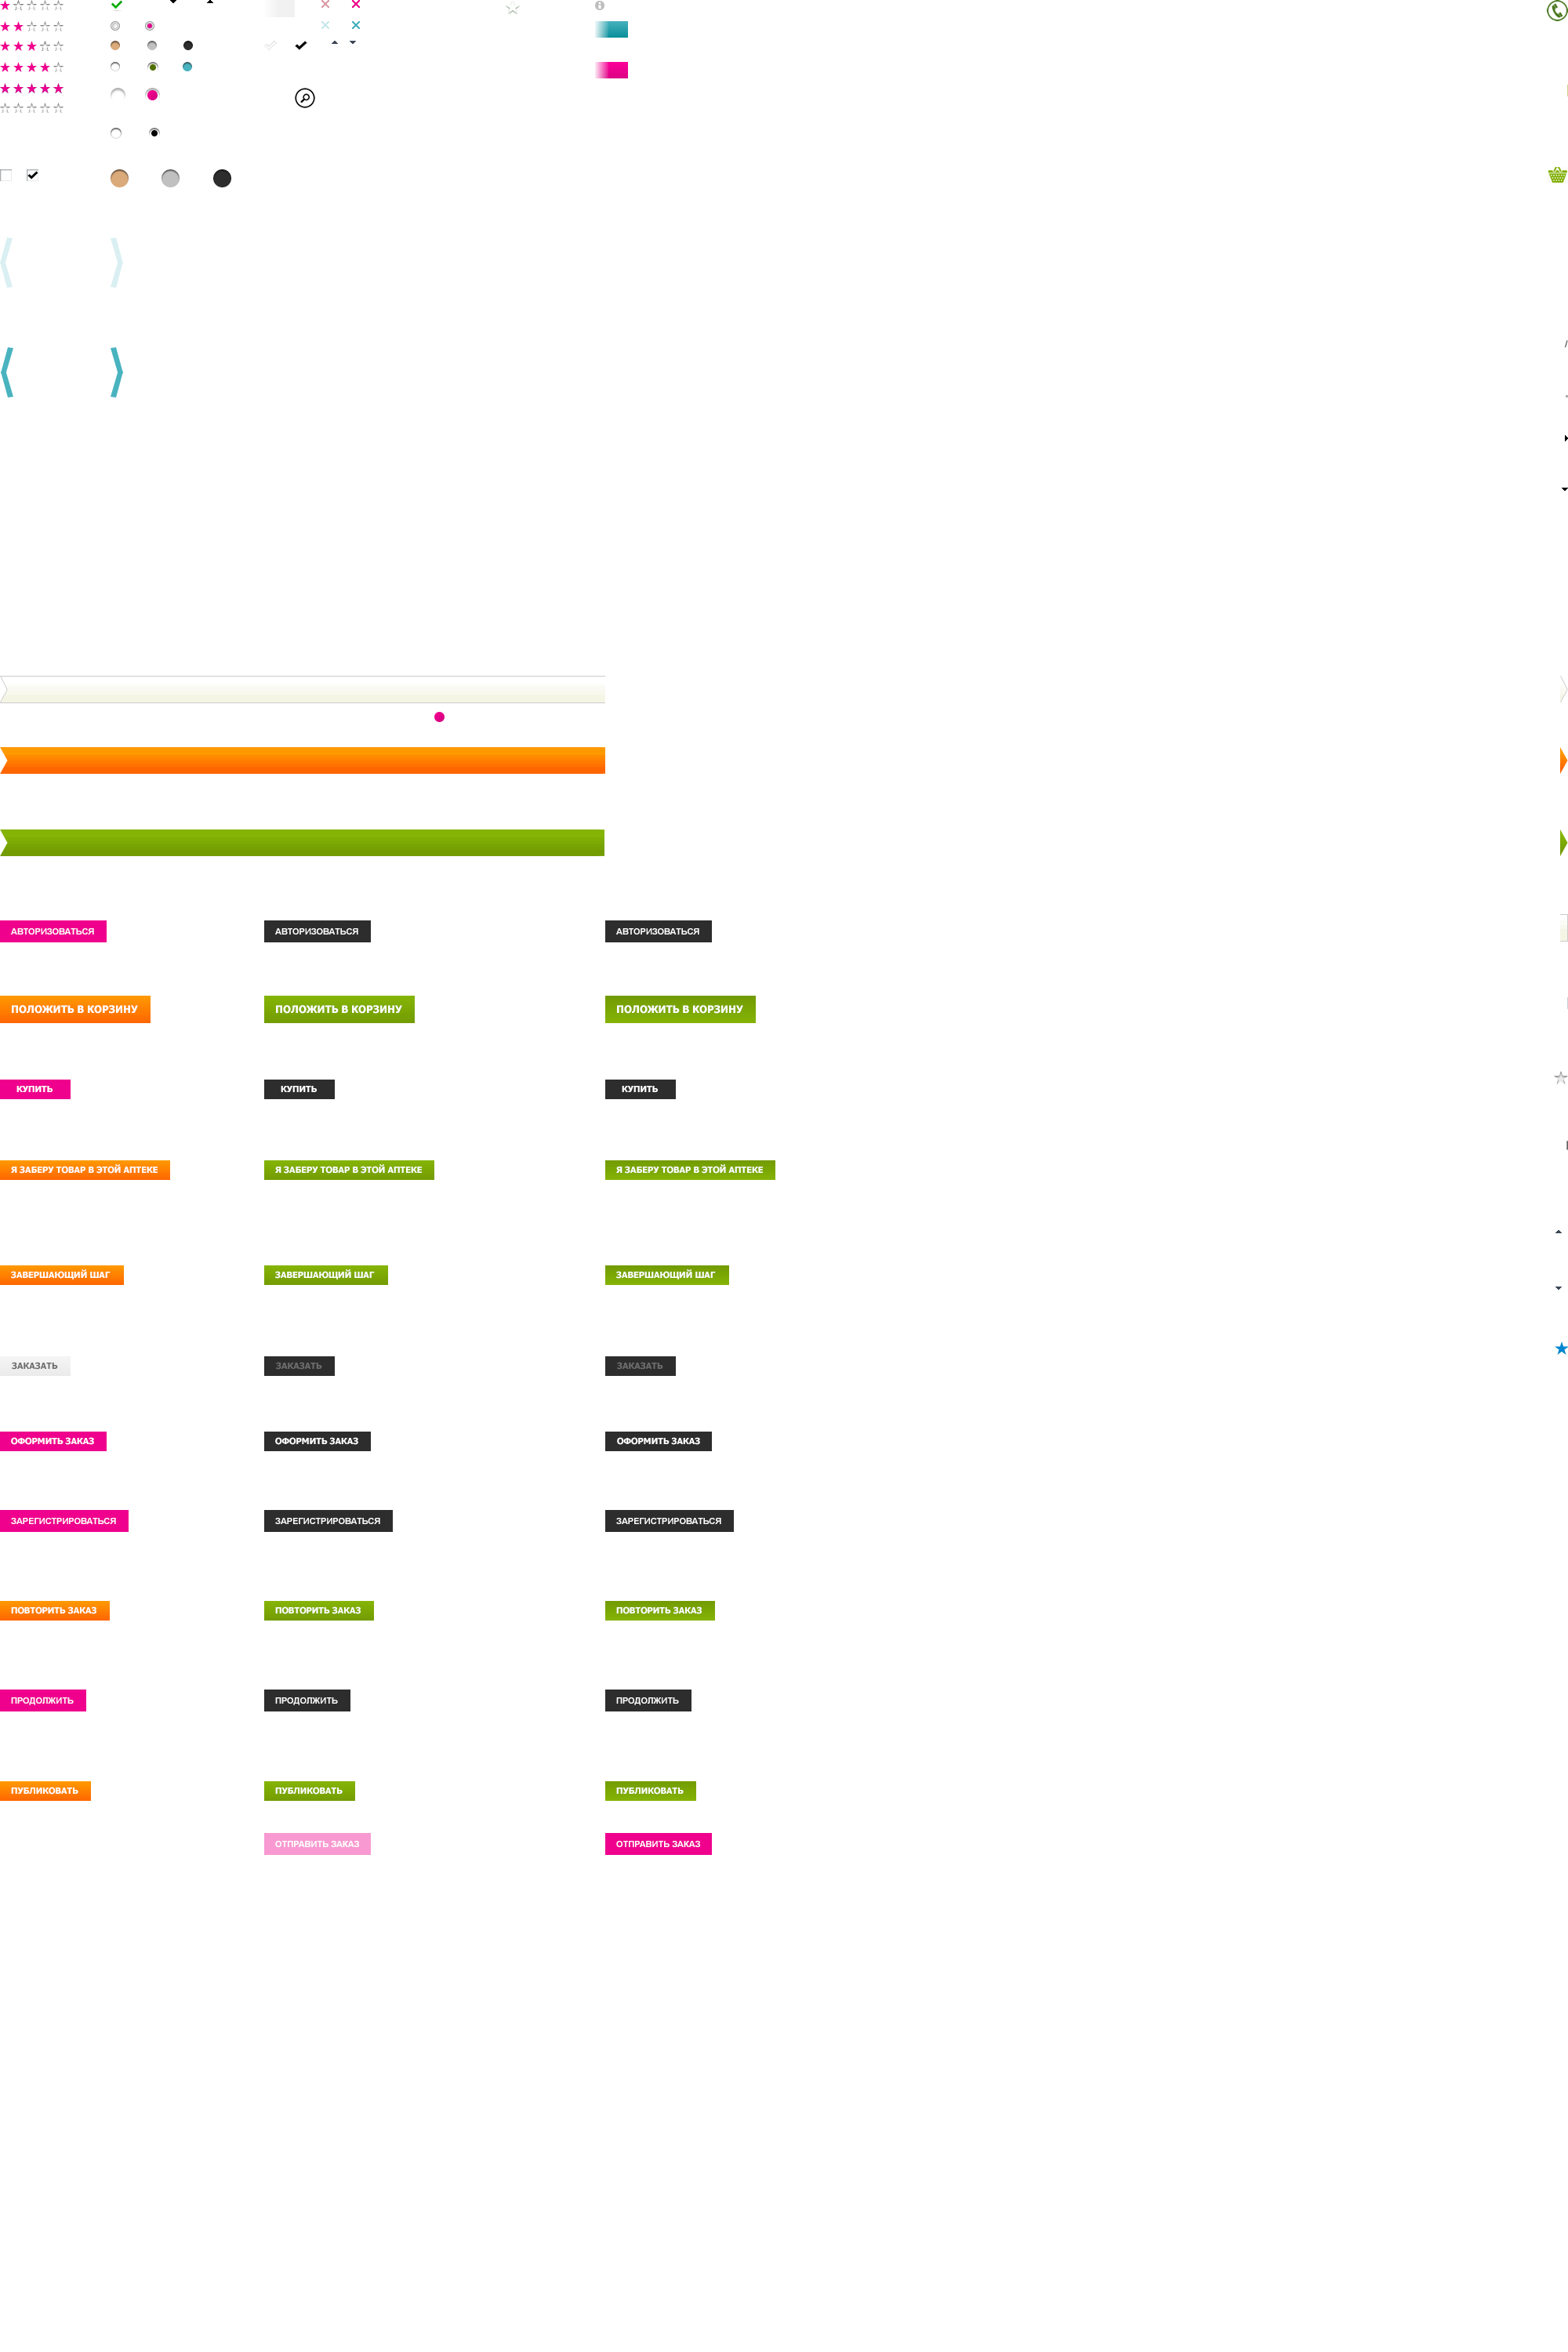 АВТОРИЗОВАТЬСЯ АВТОРИЗОВАТЬСЯ АВТОРИЗОВАТЬСЯ
ПОЛОЖИТЬ В КОРЗИНУ ПОЛОЖИТЬ В КОРЗИНУ ПОЛОЖИТЬ В КОРЗИНУ
КУПИТЬ КУПИТЬ КУПИТЬ
Я ЗАБЕРУ ТОВАР В ЭТОЙ АПТЕКЕ Я ЗАБЕРУ ТОВАР В ЭТОЙ АПТЕКЕ Я ЗАБЕРУ ТОВАР В ЭТОЙ АПТЕКЕ
ЗАВЕРШАЮЩИЙ ШАГ ЗАВЕРШАЮЩИЙ ШАГ ЗАВЕРШАЮЩИЙ ШАГ
ЗАКАЗАТЬ ЗАКАЗАТЬ ЗАКАЗАТЬ
ОФОРМИТЬ ЗАКАЗ ОФОРМИТЬ ЗАКАЗ ОФОРМИТЬ ЗАКАЗ
ЗАРЕГИСТРИРОВАТЬСЯ ЗАРЕГИСТРИРОВАТЬСЯ ЗАРЕГИСТРИРОВАТЬСЯ
ПОВТОРИТЬ ЗАКАЗ ПОВТОРИТЬ ЗАКАЗ ПОВТОРИТЬ ЗАКАЗ
ПРОДОЛЖИТЬ ПРОДОЛЖИТЬ ПРОДОЛЖИТЬ
ПУБЛИКОВАТЬ ПУБЛИКОВАТЬ ПУБЛИКОВАТЬ
ОТПРАВИТЬ ЗАКАЗ ОТПРАВИТЬ ЗАКАЗ